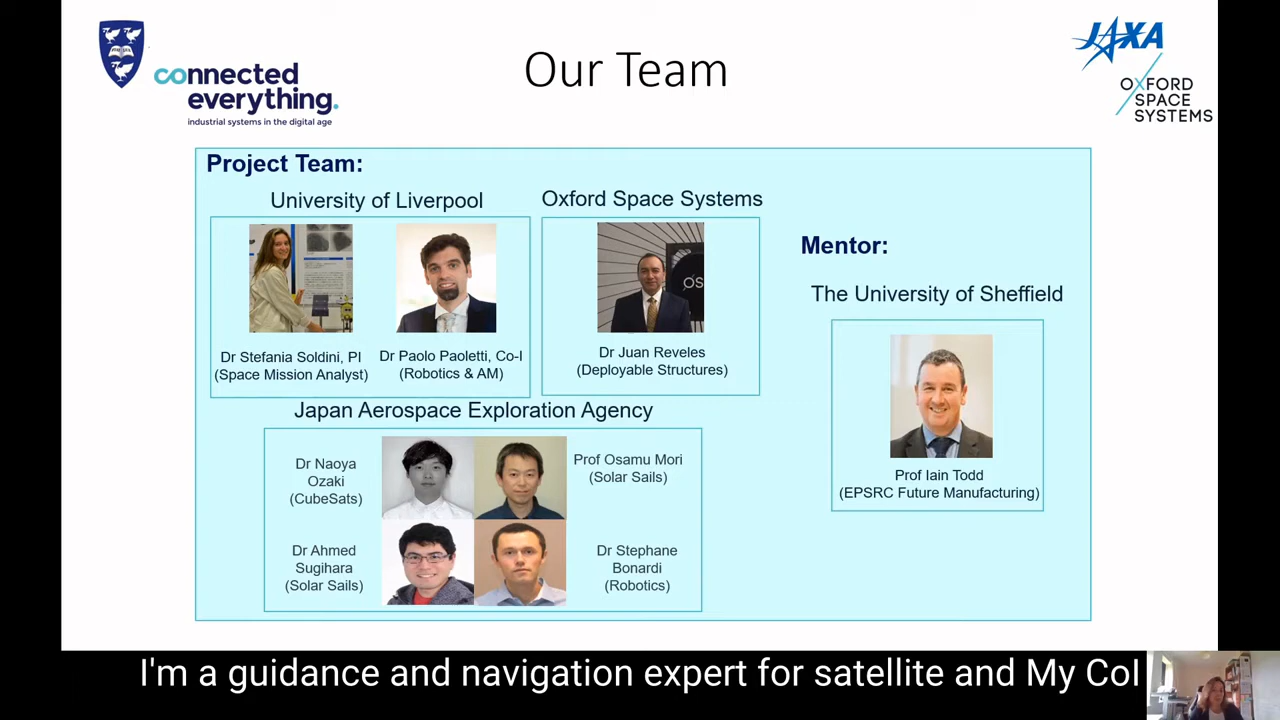 connected
everything.
industrial systems in the digital age
Our Team
JAXA
OXFORD
SPACE
SYSTEMS
Project Team:
University of Liverpool
Dr Stefania Soldini, PI
(Space Mission Analyst)
Dr Paolo Paoletti, Co-I
(Robotics & AM)
Oxford Space Systems
OS
Dr Juan Reveles
(Deployable Structures)
Mentor:
The University of Sheffield
Prof Iain Todd
(EPSRC Future Manufacturing)
Japan Aerospace Exploration Agency
Dr Naoya
Ozaki
(CubeSats)
Prof Osamu Mori
(Solar Sails)
Dr Ahmed
Sugihara
(Solar Sails)
Dr Stephane
Bonardi
(Robotics)
I'm a guidance and navigation expert for satellite and My CoI